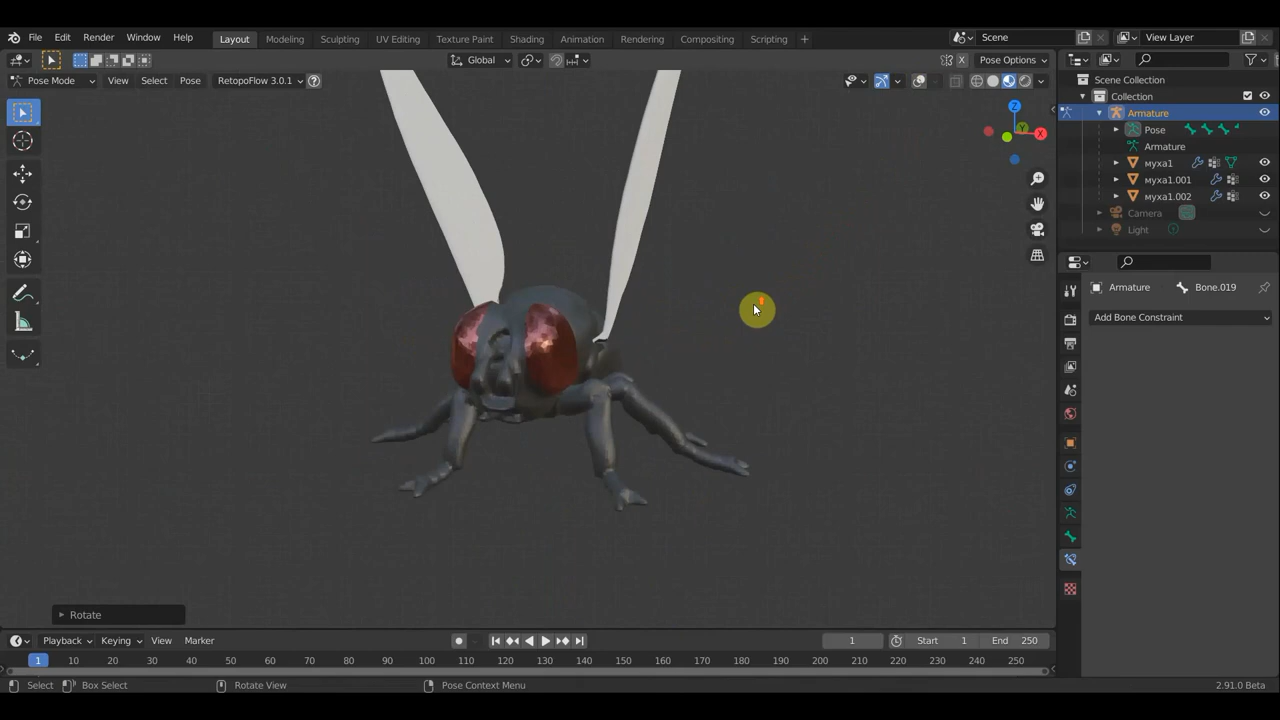 File Edit Render Window Help
Layout Modeling Sculpting UV Editing Texture Paint Shading Animation Rendering Compositing Scripting +
Scene
View Layer
Global
X
Pose Options
Pose Mode View Select Pose RetopoFlow 3.0.1
Z
Y
X
Scene Collection
Collection
Armature
Pose
Armature
муха1
муха1.001
муха1.002
Camera
Light
Armature
Bone.019
Add Bone Constraint
Rotate
Playback Keying View Marker
1
Start 1
End 250
1 10 20 30 40 50 60 70 80 90 100 110 120 130 140 150 160 170 180 190 200 210 220 230 240 250
Select Box Select Rotate View Pose Context Menu 2.91.0 Beta